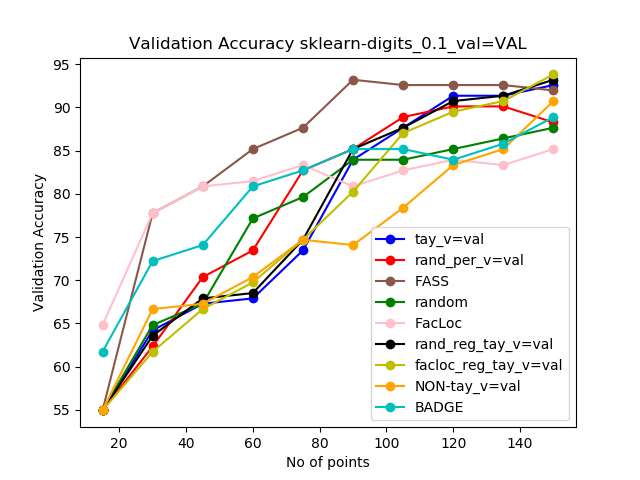 Validation Accuracy sklearn-digits_0.1_val=VAL
Validation Accuracy
95
90
85
80
75
70
65
60
55
20
40
60
80
100
120
140
No of points
tay_v=val
rand_per_v=val
FASS
random
FacLoc
rand_reg_tay_v=val
facloc_reg_tay_v=val
NON-tay_v=val
BADGE